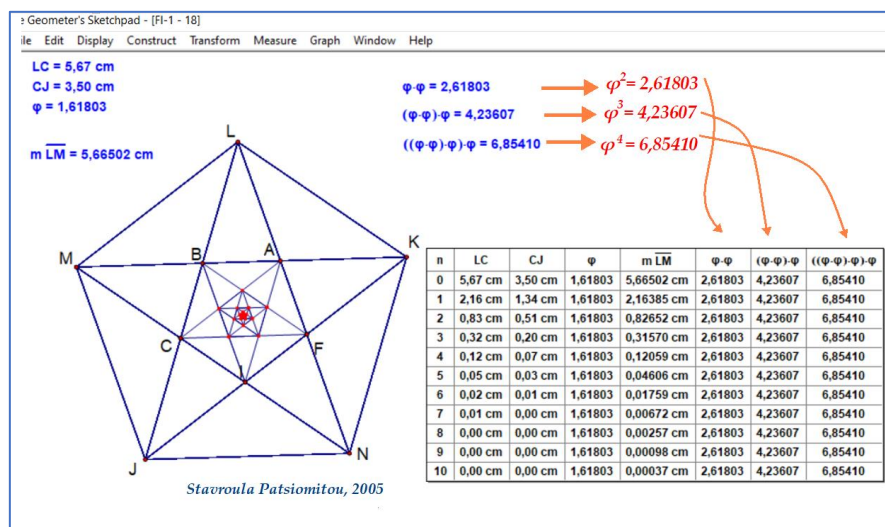 e Geometer's Sketchpad - [FI-1 - 18]
ile Edit Display Construct Transform Measure Graph Window Help
LC = 5,67 cm
CJ = 3,50 cm
φ = 1,61803
m LM = 5,66502 cm
φ·φ = 2,61803
(φ·φ)·φ = 4,23607
((φ·φ)·φ)·φ = 6,85410
φ² = 2,61803
φ³ = 4,23607
φ⁴ = 6,85410
L
K
M
B
A
C
F
I
J
N
n LC CJ φ m LM φ·φ (φ·φ)·φ ((φ·φ)·φ)·φ
0 5,67 cm 3,50 cm 1,61803 5,66502 cm 2,61803 4,23607 6,85410
1 2,16 cm 1,34 cm 1,61803 2,16385 cm 2,61803 4,23607 6,85410
2 0,83 cm 0,51 cm 1,61803 0,82652 cm 2,61803 4,23607 6,85410
3 0,32 cm 0,20 cm 1,61803 0,31570 cm 2,61803 4,23607 6,85410
4 0,12 cm 0,07 cm 1,61803 0,12059 cm 2,61803 4,23607 6,85410
5 0,05 cm 0,03 cm 1,61803 0,04606 cm 2,61803 4,23607 6,85410
6 0,02 cm 0,01 cm 1,61803 0,01759 cm 2,61803 4,23607 6,85410
7 0,01 cm 0,00 cm 1,61803 0,00672 cm 2,61803 4,23607 6,85410
8 0,00 cm 0,00 cm 1,61803 0,00257 cm 2,61803 4,23607 6,85410
9 0,00 cm 0,00 cm 1,61803 0,00098 cm 2,61803 4,23607 6,85410
10 0,00 cm 0,00 cm 1,61803 0,00037 cm 2,61803 4,23607 6,85410
Stavroula Patsiomitou, 2005